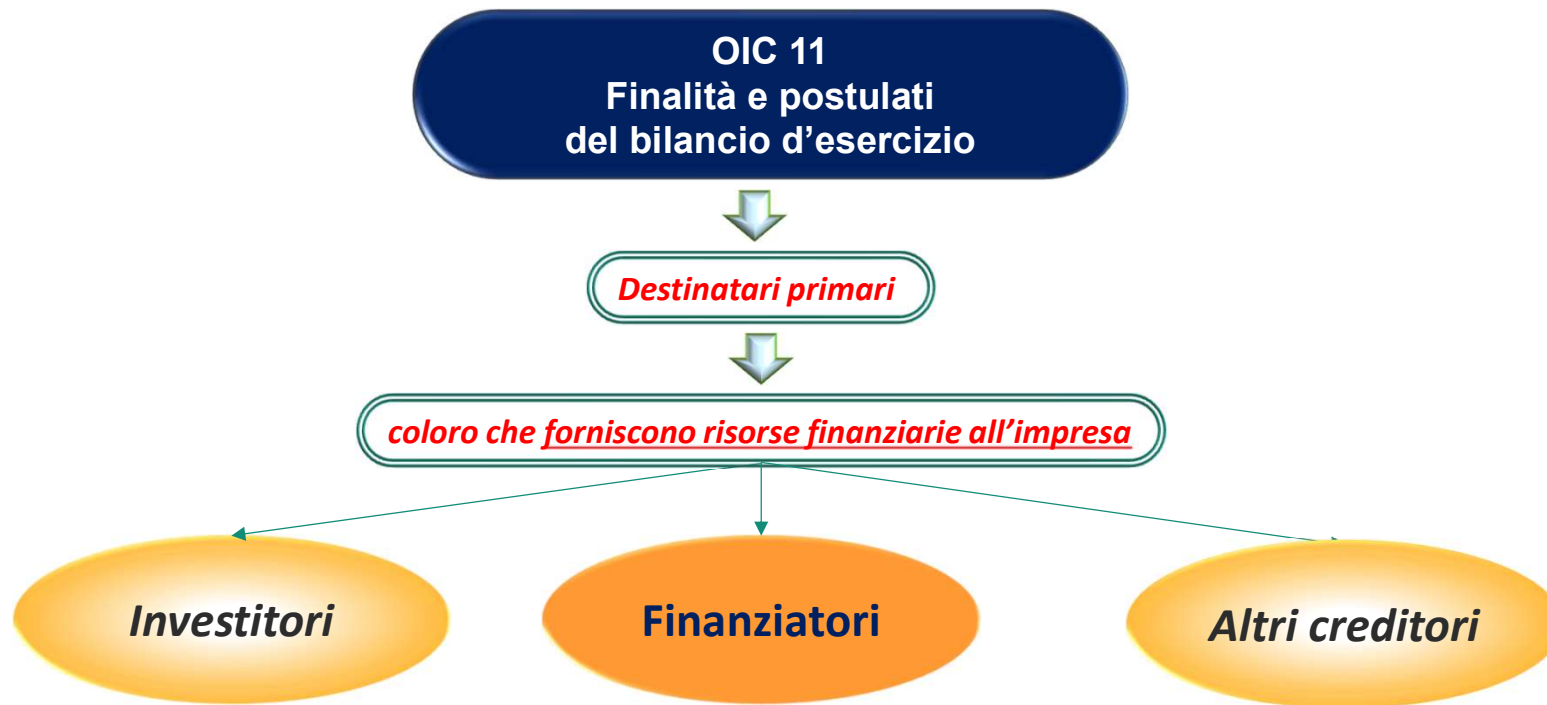 OIC 11
Finalità e postulati
del bilancio d’esercizio
Destinatari primari
coloro che forniscono risorse finanziarie all’impresa
Investitori
Finanziatori
Altri creditori